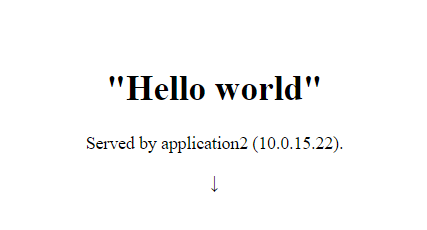 "Hello world"
Served by application2 (10.0.15.22).
↓